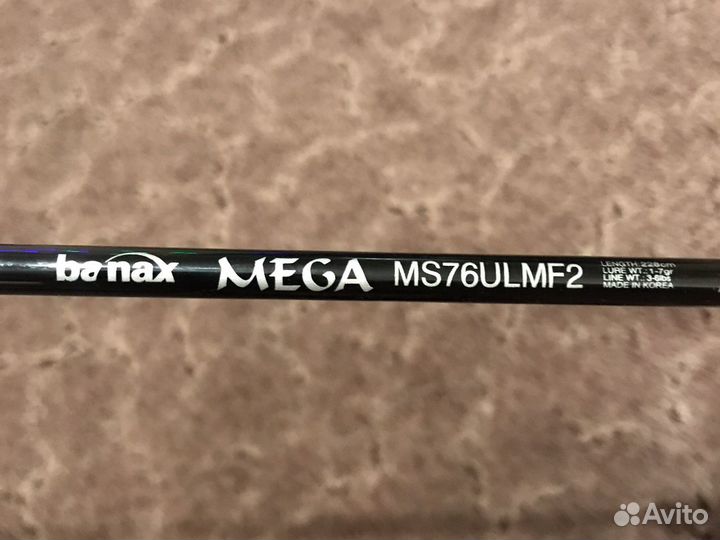 banax MEGA MS76ULMF2
LENGTH: 228cm
LURE WT.: 1-7gr
LINE WT.: 3-6lbs
MADE IN KOREA
Avito